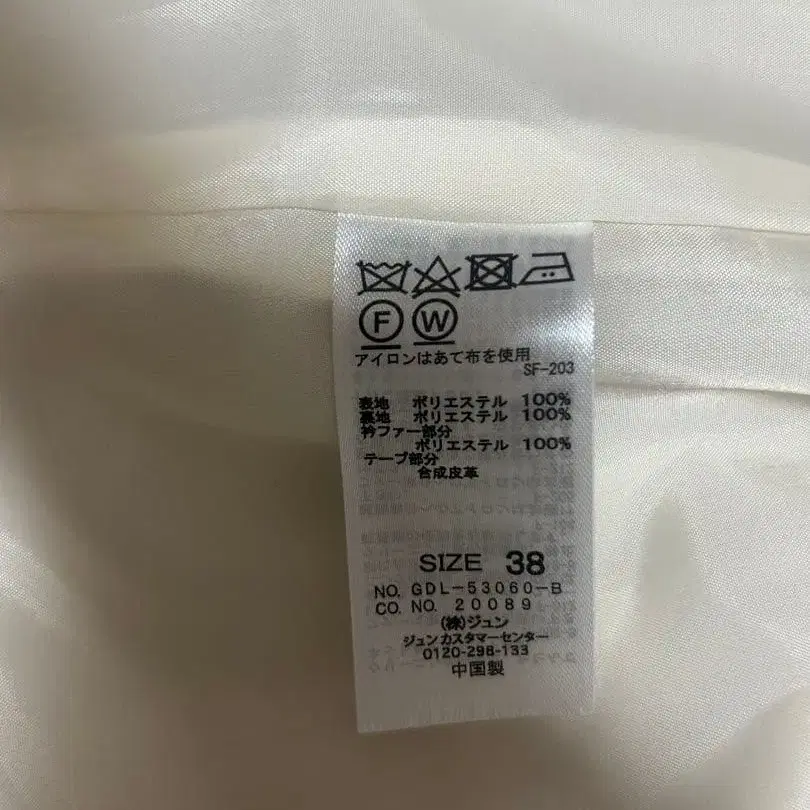 F W
アイロンはあて布を使用
SF-203
表地 ポリエステル 100%
裏地 ポリエステル 100%
衿ファー部分
ポリエステル 100%
テープ部分
合成皮革
SIZE 38
NO. GDL-53060-B
CO. NO. 20089
(株)ジュン
ジュンカスタマーセンター
0120-298-133
中国製